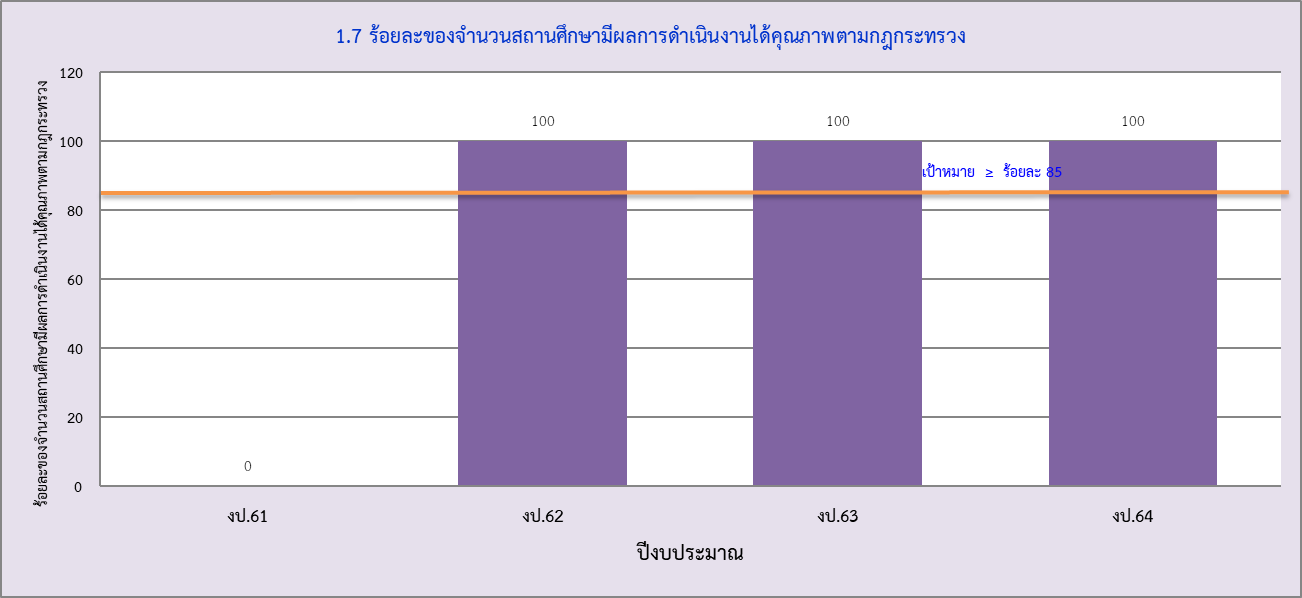 1.7 ร้อยละของจำนวนสถานศึกษามีผลการดำเนินงานได้คุณภาพตามกฎกระทรวง
ร้อยละของจำนวนสถานศึกษามีผลการดำเนินงานได้คุณภาพตามกฎกระทรวง
120
100
80
60
40
20
0
0
100
100
100
เป้าหมาย ≥ ร้อยละ 85
งป.61
งป.62
งป.63
งป.64
ปีงบประมาณ